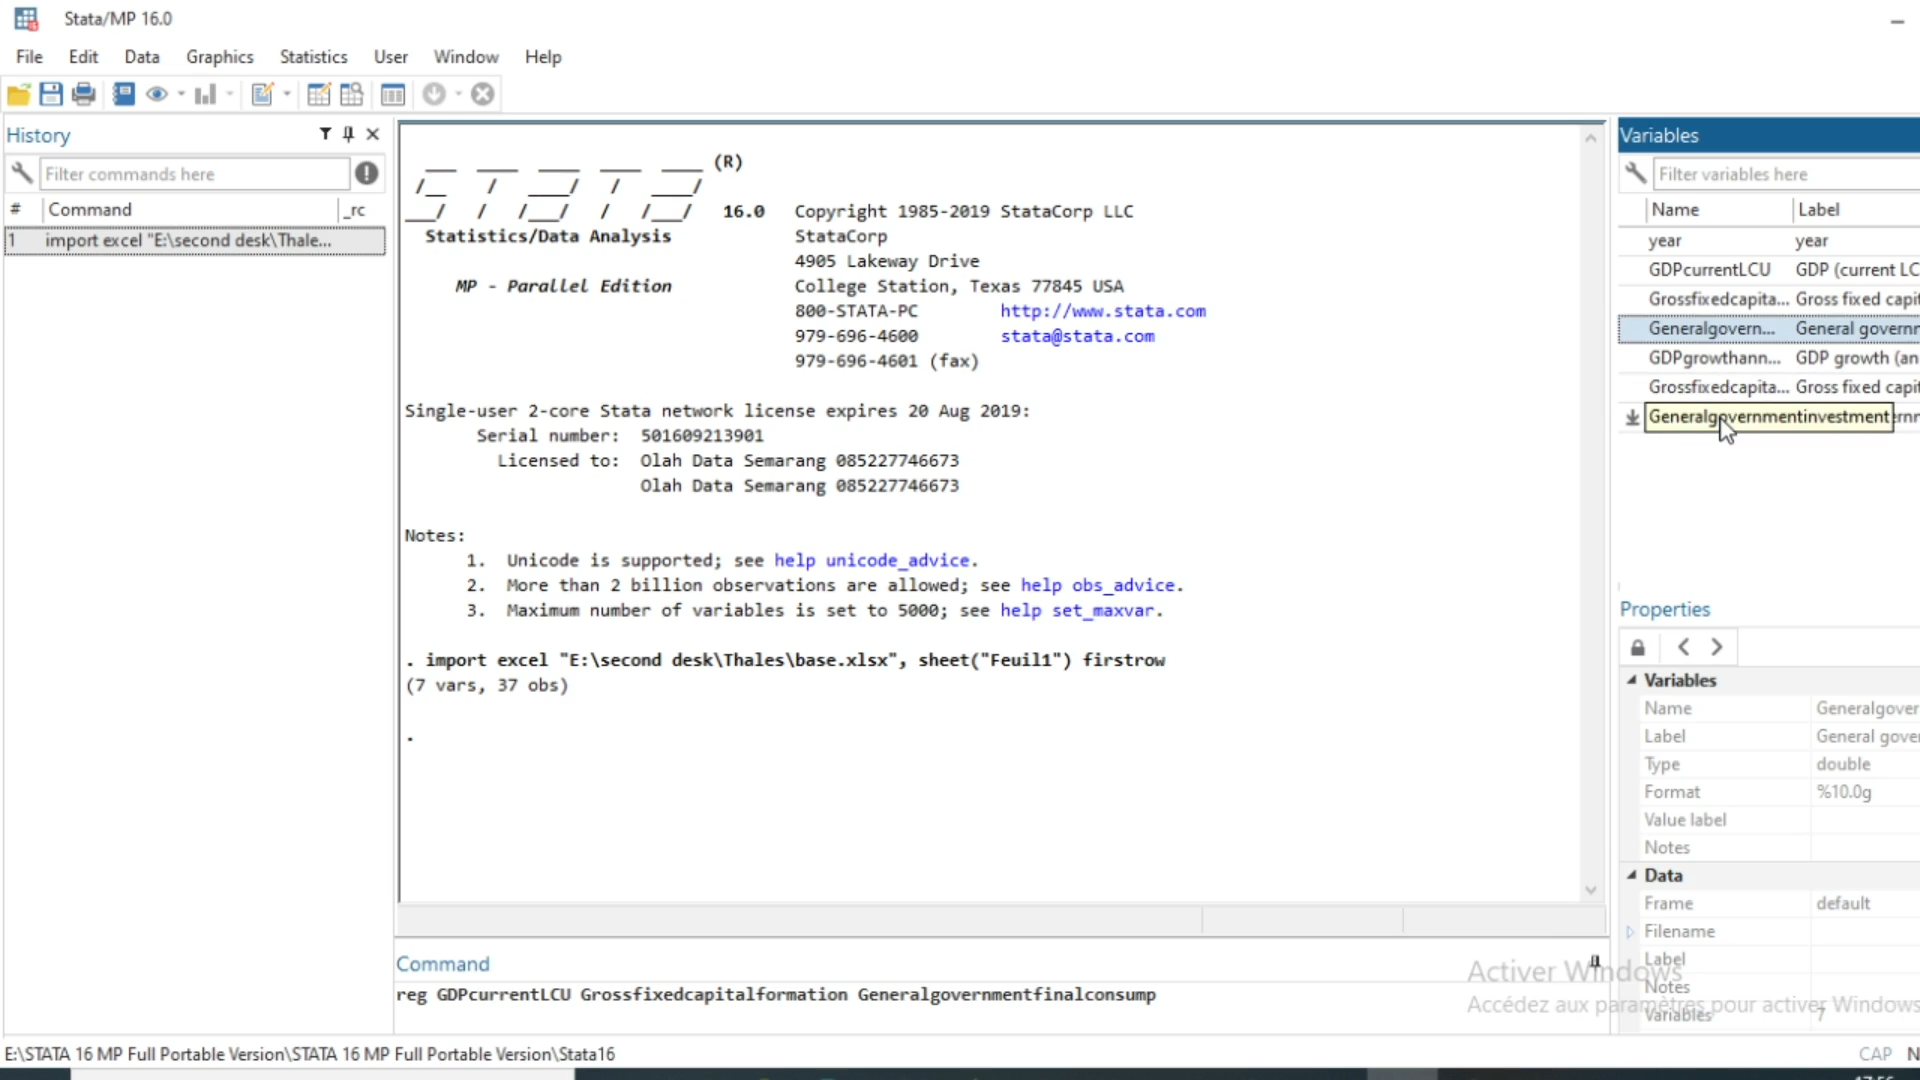 Stata/MP 16.0
File Edit Data Graphics Statistics User Window Help
History
Filter commands here
# Command _rc
1 import excel "E:\second desk\Thale...
(R)
STATA
16.0 Copyright 1985-2019 StataCorp LLC
Statistics/Data Analysis StataCorp
4905 Lakeway Drive
MP - Parallel Edition College Station, Texas 77845 USA
800-STATA-PC http://www.stata.com
979-696-4600 stata@stata.com
979-696-4601 (fax)
Single-user 2-core Stata network license expires 20 Aug 2019:
Serial number: 501609213901
Licensed to: Olah Data Semarang 085227746673
Olah Data Semarang 085227746673
Notes:
1. Unicode is supported; see help unicode_advice.
2. More than 2 billion observations are allowed; see help obs_advice.
3. Maximum number of variables is set to 5000; see help set_maxvar.
. import excel "E:\second desk\Thales\base.xlsx", sheet("Feuil1") firstrow
(7 vars, 37 obs)
.
Command
reg GDPcurrentLCU Grossfixedcapitalformation Generalgovernmentfinalconsump
Variables
Filter variables here
Name Label
year year
GDPcurrentLCU GDP (current LC
Grossfixedcapita... Gross fixed capit
Generalgovern... General governm
GDPgrowthann... GDP growth (an
Grossfixedcapita... Gross fixed capit
Generalgovernmentinvestment
Properties
Variables
Name Generalgover
Label General gove
Type double
Format %10.0g
Value label
Notes
Data
Frame default
Filename
Label
Notes
Variables 7
Activer Windows
Accédez aux paramètres pour activer Windows
E:\STATA 16 MP Full Portable Version\STATA 16 MP Full Portable Version\Stata16
CAP N